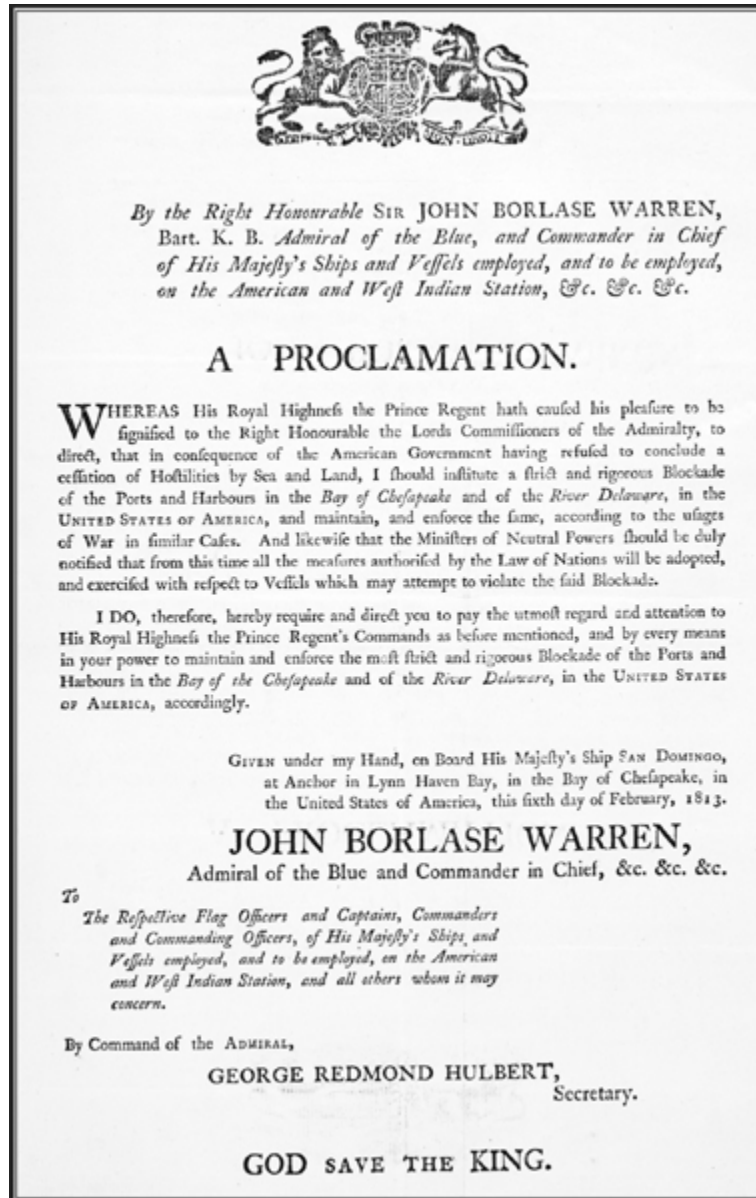 By the Right Honourable SIR JOHN BORLASE WARREN,
Bart. K. B. Admiral of the Blue, and Commander in Chief
of His Majeſty's Ships and Veſſels employed, and to be employed,
on the American and Weſt Indian Station, &c. &c. &c.
A PROCLAMATION.
WHEREAS His Royal Highneſs the Prince Regent hath cauſed his pleaſure to be
ſignified to the Right Honourable the Lords Commiſſioners of the Admiralty, to
direct, that in conſequence of the American Government having refuſed to conclude a
ceſſation of Hoſtilities by Sea and Land, I ſhould inſtitute a ſtrict and rigorous Blockade
of the Ports and Harbours in the Bay of Cheſapeake and of the River Delaware, in the
UNITED STATES OF AMERICA, and maintain, and enforce the ſame, according to the uſages
of War in ſimilar Caſes. And likewiſe that the Miniſters of Neutral Powers ſhould be duly
notified that from this time all the meaſures authoriſed by the Law of Nations will be adopted,
and exerciſed with reſpect to Veſſels which may attempt to violate the ſaid Blockade.
I DO, therefore, hereby require and direct you to pay the utmoſt regard and attention to
His Royal Highneſs the Prince Regent's Commands as before mentioned, and by every means
in your power to maintain and enforce the moſt ſtrict and rigorous Blockade of the Ports and
Harbours in the Bay of the Cheſapeake and of the River Delaware, in the UNITED STATES
OF AMERICA, accordingly.
GIVEN under my Hand, on Board His Majeſty's Ship SAN DOMINGO,
at Anchor in Lynn Haven Bay, in the Bay of Cheſapeake, in
the United States of America, this ſixth day of February, 1813.
JOHN BORLASE WARREN,
Admiral of the Blue and Commander in Chief, &c. &c. &c.
To
The Reſpective Flag Officers and Captains, Commanders
and Commanding Officers, of His Majeſty's Ships and
Veſſels employed, and to be employed, on the American
and Weſt Indian Station, and all others whom it may
concern.
By Command of the ADMIRAL,
GEORGE REDMOND HULBERT,
Secretary.
GOD SAVE THE KING.